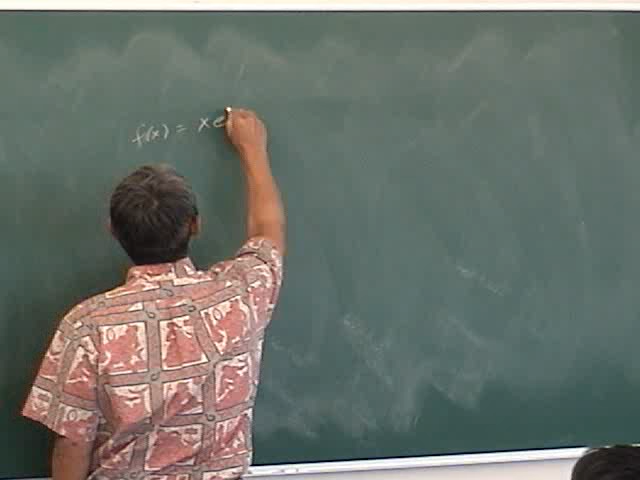 f(x) = xe